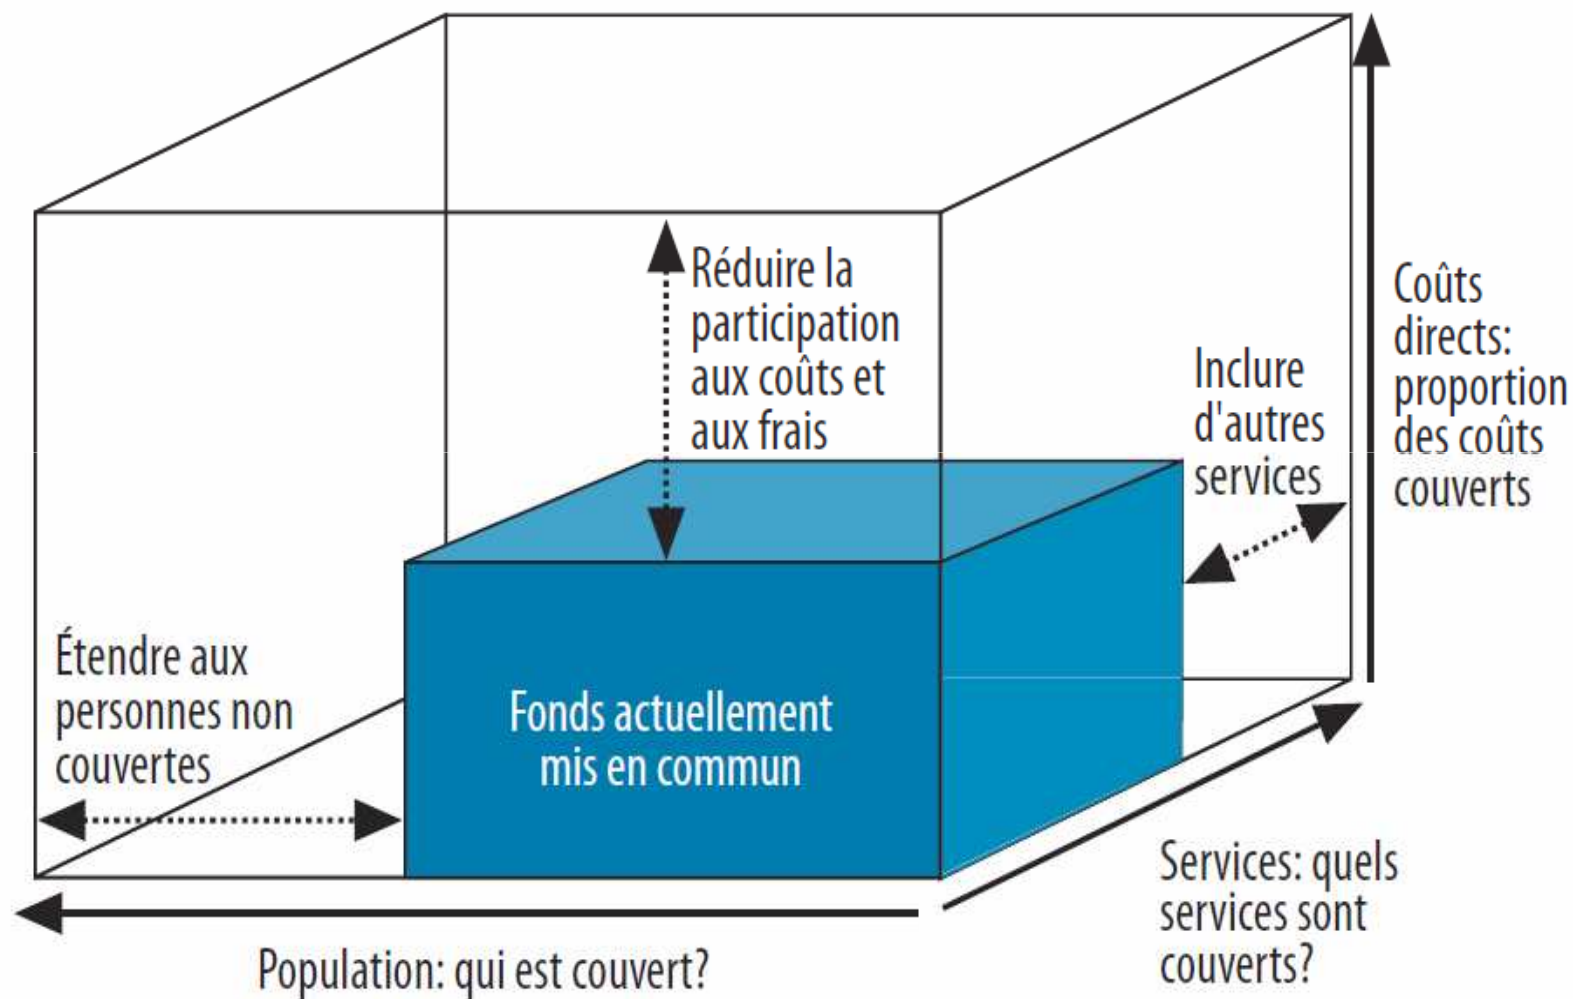 Réduire la
participation
aux coûts et
aux frais
Inclure
d'autres
services
Coûts
directs:
proportion
des coûts
couverts
Étendre aux
personnes non
couvertes
Fonds actuellement
mis en commun
Services: quels
services sont
couverts?
Population: qui est couvert?